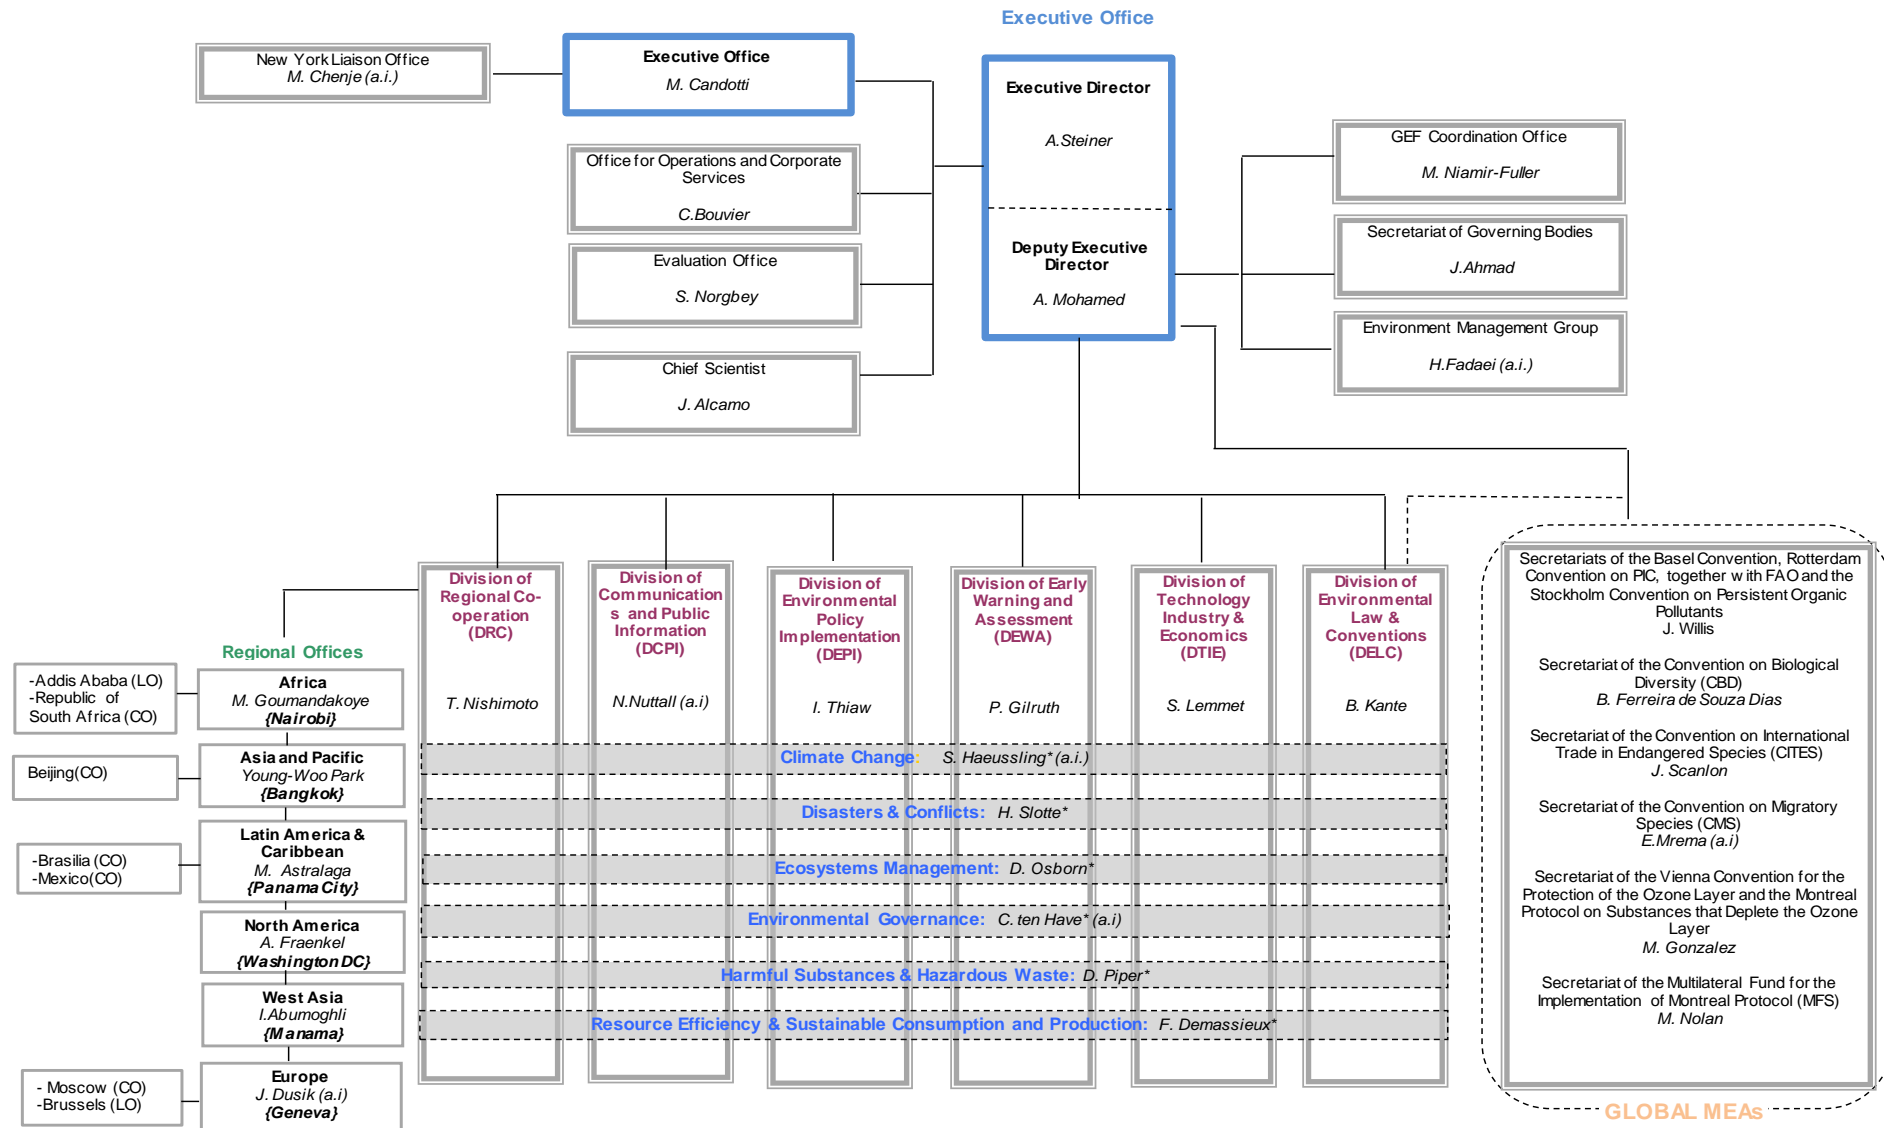 Executive Office
New York Liaison Office
M. Chenje (a.i.)
Executive Office
M. Candotti
Office for Operations and Corporate
Services
C.Bouvier
Evaluation Office
S. Norgbey
Chief Scientist
J. Alcamo
Executive Director
A.Steiner
Deputy Executive
Director
A. Mohamed
GEF Coordination Office
M. Niamir-Fuller
Secretariat of Governing Bodies
J.Ahmad
Environment Management Group
H.Fadaei (a.i.)
Division of
Regional Co-
operation
(DRC)
T. Nishimoto
Division of
Communication
s and Public
Information
(DCPI)
N.Nuttall (a.i)
Division of
Environmental
Policy
Implementation
(DEPI)
I. Thiaw
Division of Early
Warning and
Assessment
(DEWA)
P. Gilruth
Division of
Technology
Industry &
Economics
(DTIE)
S. Lemmet
Division of
Environmental
Law &
Conventions
(DELC)
B. Kante
Climate Change: S. Haeussling* (a.i.)
Disasters & Conflicts: H. Slotte*
Ecosystems Management: D. Osborn*
Environmental Governance: C. ten Have* (a.i)
Harmful Substances & Hazardous Waste: D. Piper*
Resource Efficiency & Sustainable Consumption and Production: F. Demassieux*
Regional Offices
-Addis Ababa (LO)
-Republic of
South Africa (CO)
Africa
M. Goumandakoye
{Nairobi}
Beijing(CO)
Asia and Pacific
Young-Woo Park
{Bangkok}
-Brasilia (CO)
-Mexico(CO)
Latin America &
Caribbean
M. Astralaga
{Panama City}
North America
A. Fraenkel
{Washington DC}
West Asia
I.Abumoghli
{Manama}
- Moscow (CO)
-Brussels (LO)
Europe
J. Dusik (a.i)
{Geneva}
Secretariats of the Basel Convention, Rotterdam
Convention on PIC, together with FAO and the
Stockholm Convention on Persistent Organic
Pollutants
J. Willis
Secretariat of the Convention on Biological
Diversity (CBD)
B. Ferreira de Souza Dias
Secretariat of the Convention on International
Trade in Endangered Species (CITES)
J. Scanlon
Secretariat of the Convention on Migratory
Species (CMS)
E.Mrema (a.i)
Secretariat of the Vienna Convention for the
Protection of the Ozone Layer and the Montreal
Protocol on Substances that Deplete the Ozone
Layer
M. Gonzalez
Secretariat of the Multilateral Fund for the
Implementation of Montreal Protocol (MFS)
M. Nolan
GLOBAL MEAs